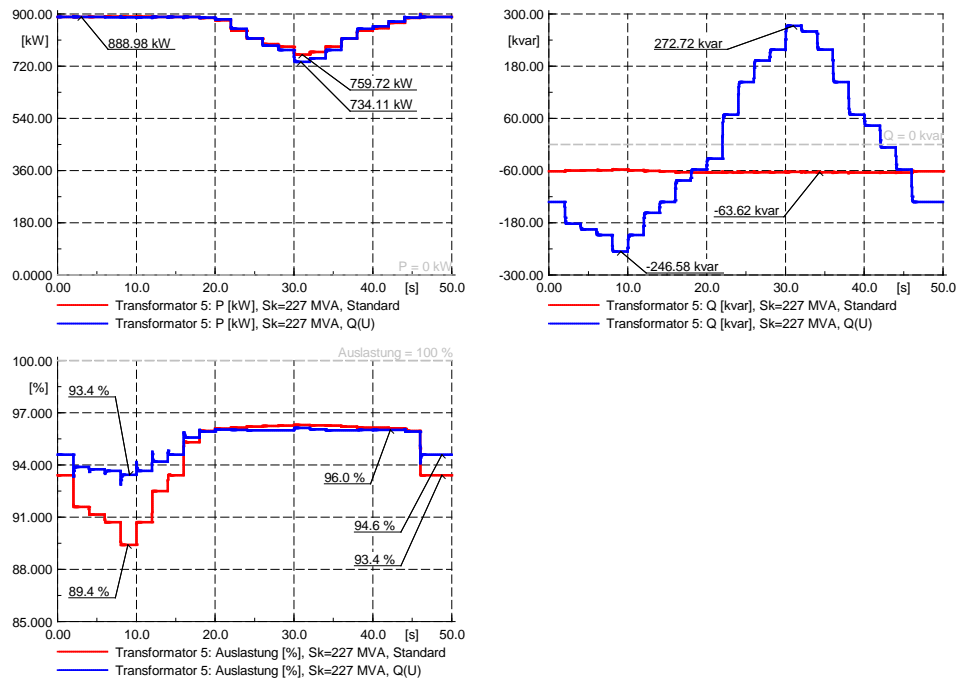 900.00
[kW]
888.98 kW
720.00
759.72 kW
734.11 kW
540.00
360.00
180.00
P = 0 kW
0.0000
0.00 10.0 20.0 30.0 40.0 [s] 50.0
Transformator 5: P [kW], Sk=227 MVA, Standard
Transformator 5: P [kW], Sk=227 MVA, Q(U)
300.00
[kvar]
272.72 kvar
180.00
60.00
Q = 0 kvar
-60.00
-63.62 kvar
-180.00
-246.58 kvar
-300.00
0.00 10.0 20.0 30.0 40.0 [s] 50.0
Transformator 5: Q [kvar], Sk=227 MVA, Standard
Transformator 5: Q [kvar], Sk=227 MVA, Q(U)
100.00
Auslastung = 100 %
[%]
93.4 %
97.000
94.000
96.0 %
91.000
94.6 %
93.4 %
88.000
89.4 %
85.000
0.00 10.0 20.0 30.0 40.0 [s] 50.0
Transformator 5: Auslastung [%], Sk=227 MVA, Standard
Transformator 5: Auslastung [%], Sk=227 MVA, Q(U)